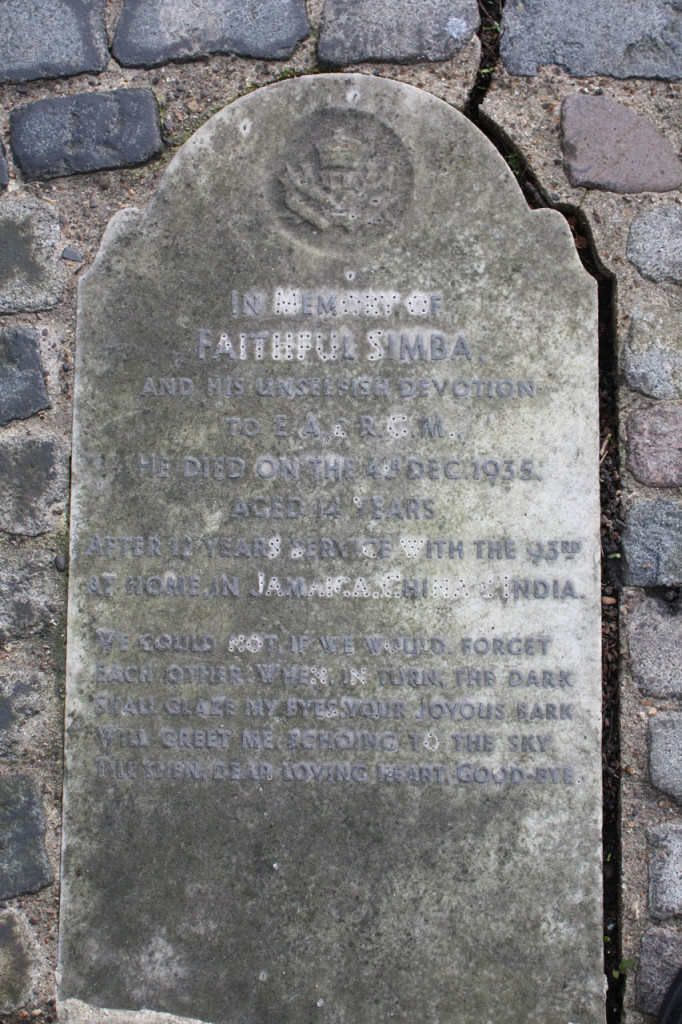 IN MEMORY OF
FAITHFUL SIMBA.
AND HIS UNSELFISH DEVOTION
TO E.A. & R.C.M.,
HE DIED ON THE 4TH DEC. 1935.
AGED 14 YEARS
AFTER 12 YEARS SERVICE WITH THE 93RD
AT HOME, IN JAMAICA, CHINA & INDIA.
WE COULD NOT, IF WE WOULD, FORGET
EACH OTHER. WHEN, IN TURN, THE DARK
SHALL GLAZE MY EYES, YOUR JOYOUS BARK
WILL GREET ME, ECHOING TO THE SKY.
TILL THEN, DEAR LOVING HEART, GOOD-BYE.